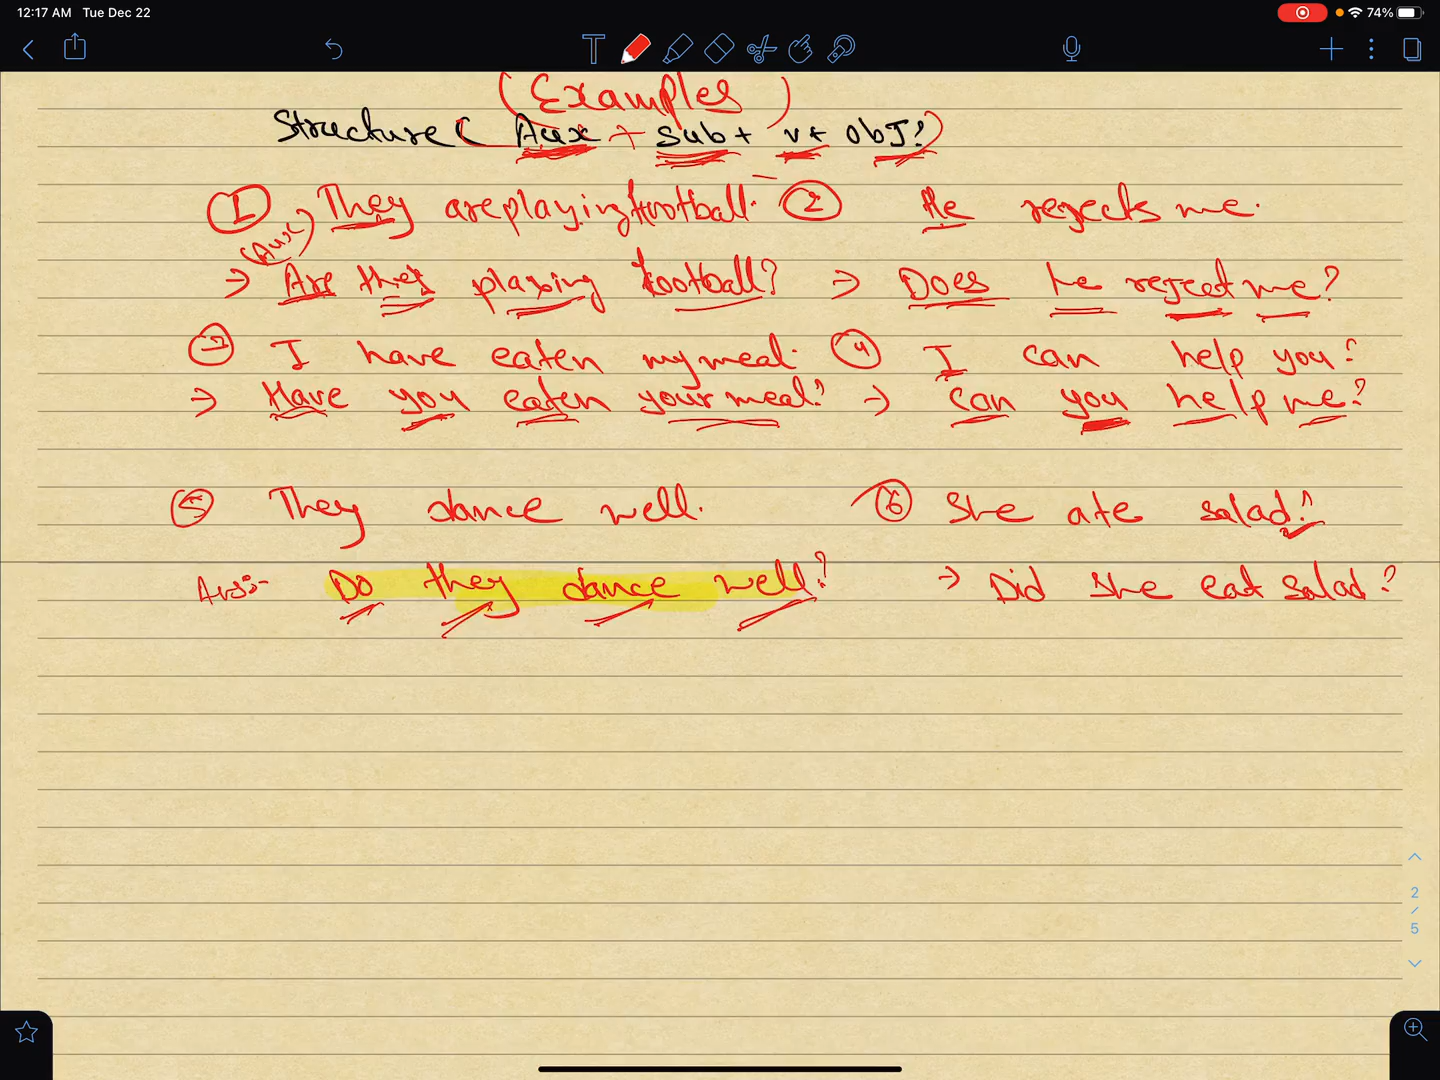 12:17 AM Tue Dec 22 74%
(Examples)
Structure ( Aux + sub + v + obJ?)
① They are playing football. ② He rejects me.
(Aux)
→ Are they playing football? → Does he reject me?
③ I have eaten my meal. ④ I can help you?
→ Have you eaten your meal? → can you help me?
⑤ They dance well. ⑥ She ate salad?
Ans:- Do they dance well? → Did she eat salad?
2
/
5